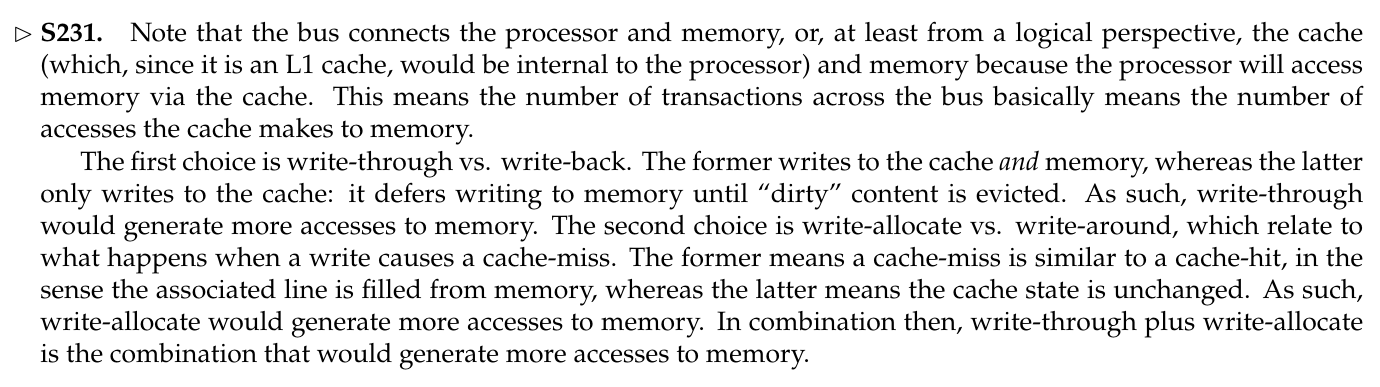 ▷ S231. Note that the bus connects the processor and memory, or, at least from a logical perspective, the cache
(which, since it is an L1 cache, would be internal to the processor) and memory because the processor will access
memory via the cache. This means the number of transactions across the bus basically means the number of
accesses the cache makes to memory.
The first choice is write-through vs. write-back. The former writes to the cache and memory, whereas the latter
only writes to the cache: it defers writing to memory until “dirty” content is evicted. As such, write-through
would generate more accesses to memory. The second choice is write-allocate vs. write-around, which relate to
what happens when a write causes a cache-miss. The former means a cache-miss is similar to a cache-hit, in the
sense the associated line is filled from memory, whereas the latter means the cache state is unchanged. As such,
write-allocate would generate more accesses to memory. In combination then, write-through plus write-allocate
is the combination that would generate more accesses to memory.